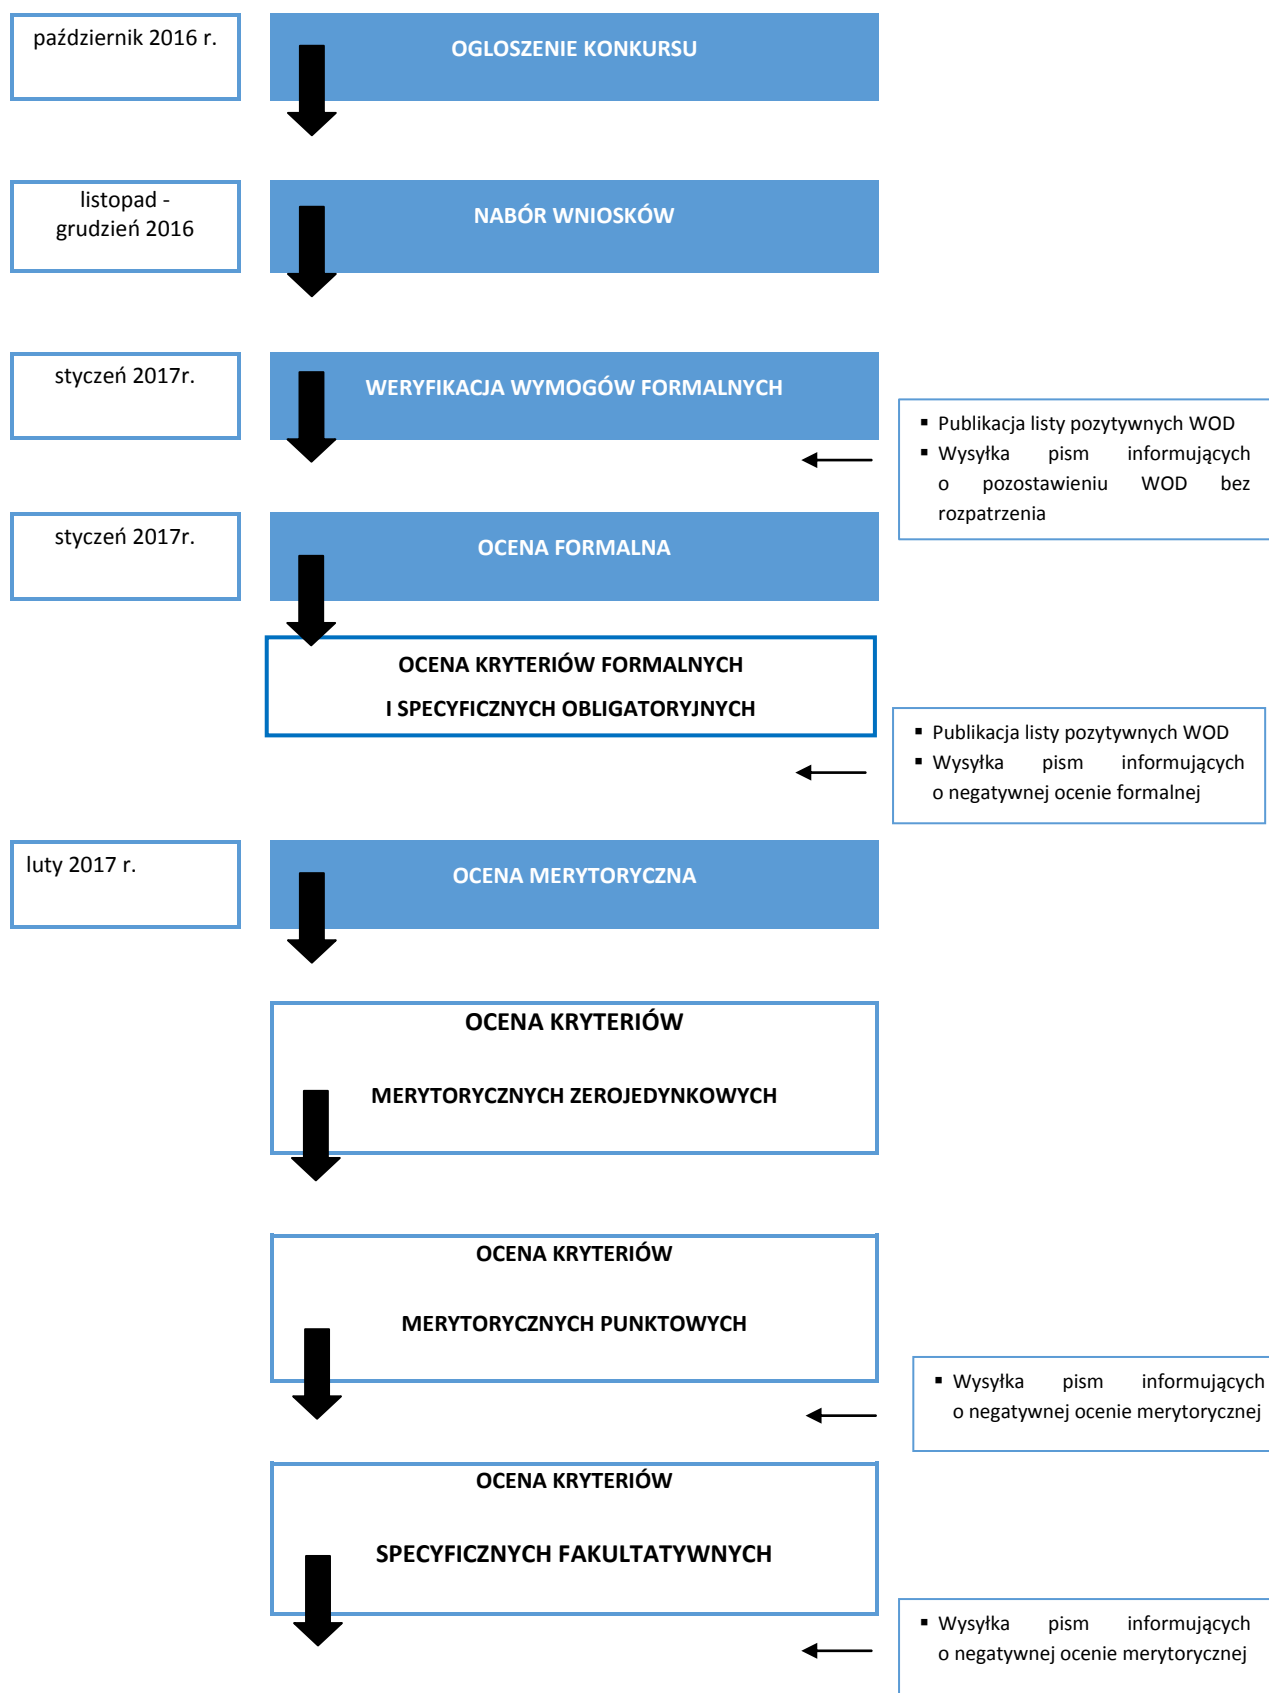 październik 2016 r.
OGLOSZENIE KONKURSU
listopad -
grudzień 2016
NABÓR WNIOSKÓW
styczeń 2017r.
WERYFIKACJA WYMOGÓW FORMALNYCH
▪ Publikacja listy pozytywnych WOD
▪ Wysyłka pism informujących
o pozostawieniu WOD bez
rozpatrzenia
styczeń 2017r.
OCENA FORMALNA
OCENA KRYTERIÓW FORMALNYCH
I SPECYFICZNYCH OBLIGATORYJNYCH
▪ Publikacja listy pozytywnych WOD
▪ Wysyłka pism informujących
o negatywnej ocenie formalnej
luty 2017 r.
OCENA MERYTORYCZNA
OCENA KRYTERIÓW
MERYTORYCZNYCH ZEROJEDYNKOWYCH
OCENA KRYTERIÓW
MERYTORYCZNYCH PUNKTOWYCH
▪ Wysyłka pism informujących
o negatywnej ocenie merytorycznej
OCENA KRYTERIÓW
SPECYFICZNYCH FAKULTATYWNYCH
▪ Wysyłka pism informujących
o negatywnej ocenie merytorycznej